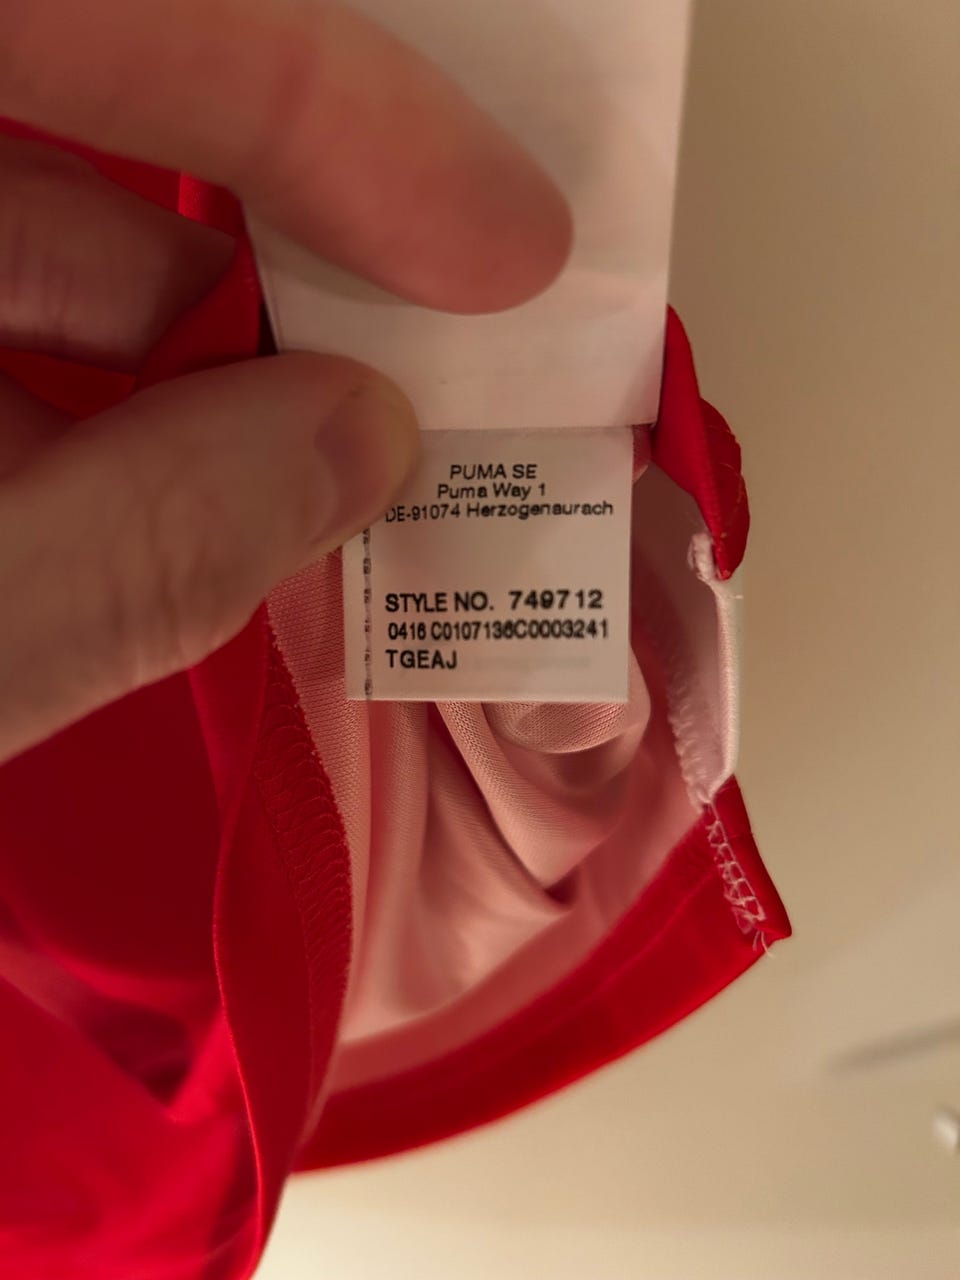 PUMA SE
Puma Way 1
DE-91074 Herzogenaurach
STYLE NO. 749712
0416 C0107136C0003241
TGEAJ